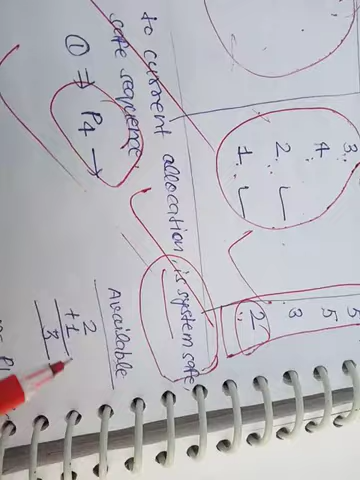 3. 5
4. 5
2. 3
1. 2
to current allocation is system safe
safe sequence
① ⇒ P4 →
Available
2
+1
3